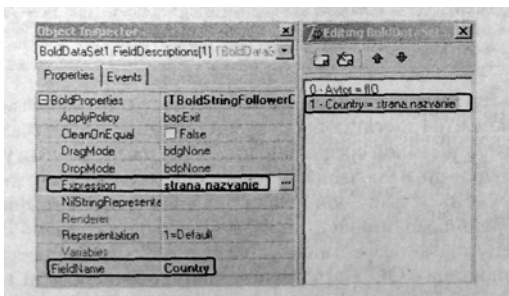 Object Inspector
BoldDataSet1 FieldDescriptions[1]
Properties Events
BoldProperties (TBoldStringFollowerC
ApplyPolicy bapExit
CleanOnEqual False
DragMode bdgNone
DropMode bdpNone
Expression strana.nazvanie ...
NilStringRepresenta
Renderer
Representation 1=Default
Variables
FieldName Country
Editing BoldDataSet
0 - Avtor = fIO
1 - Country = strana.nazvanie